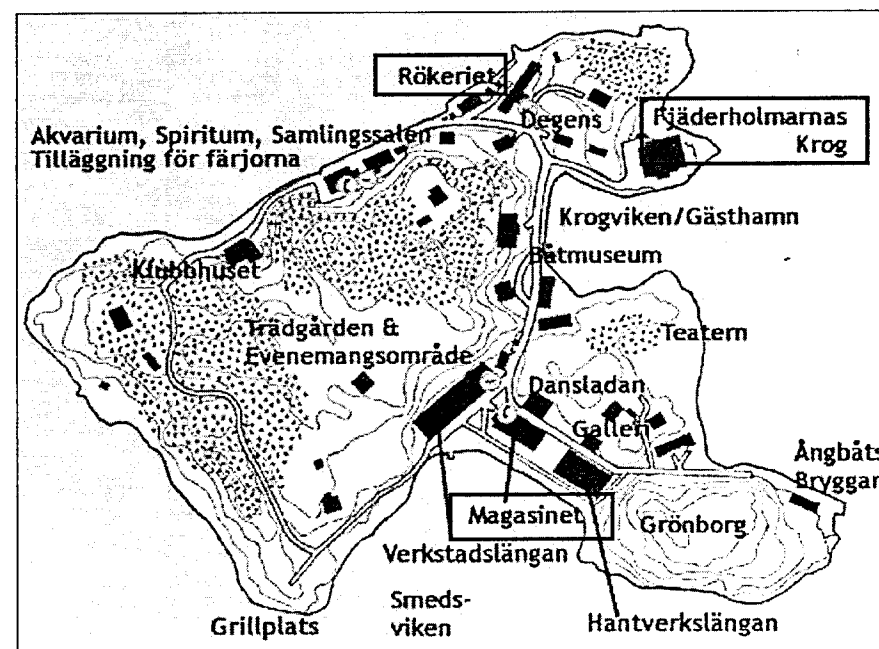 Rökeriet
Degens
Fjäderholmarnas
Krog
Akvarium, Spiritum, Samlingssalen
Tilläggning för färjorna
Krogviken/Gästhamn
Båtmuseum
Klubbhuset
Trädgården &
Evenemangsområde
Teatern
Dansladan
Galleri
Ångbåts
Bryggan
Magasinet
Grönborg
Verkstadslängan
Smeds-
viken
Grillplats
Hantverkslängan